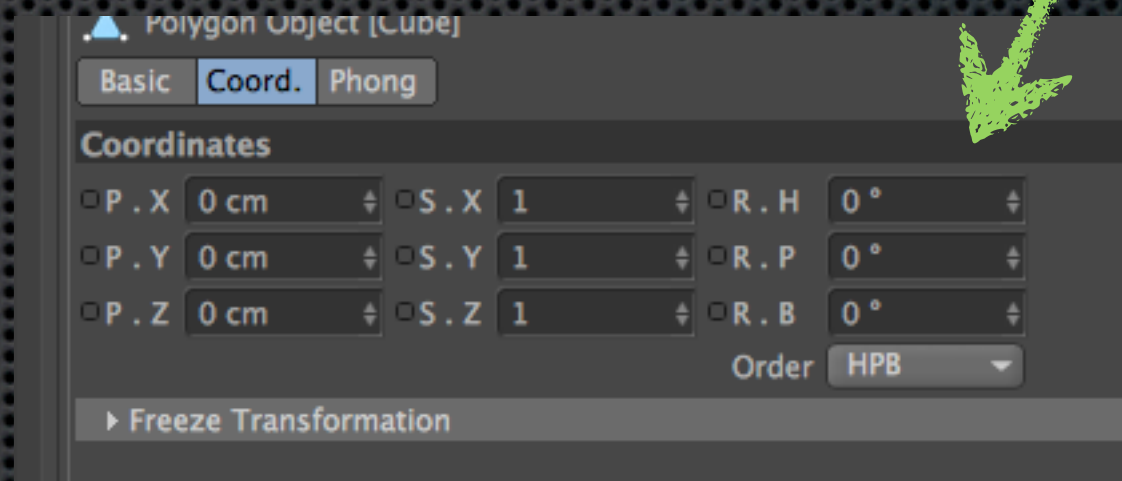 Polygon Object [Cube]
Basic Coord. Phong
Coordinates
P . X 0 cm S . X 1 R . H 0 °
P . Y 0 cm S . Y 1 R . P 0 °
P . Z 0 cm S . Z 1 R . B 0 °
Order HPB
Freeze Transformation